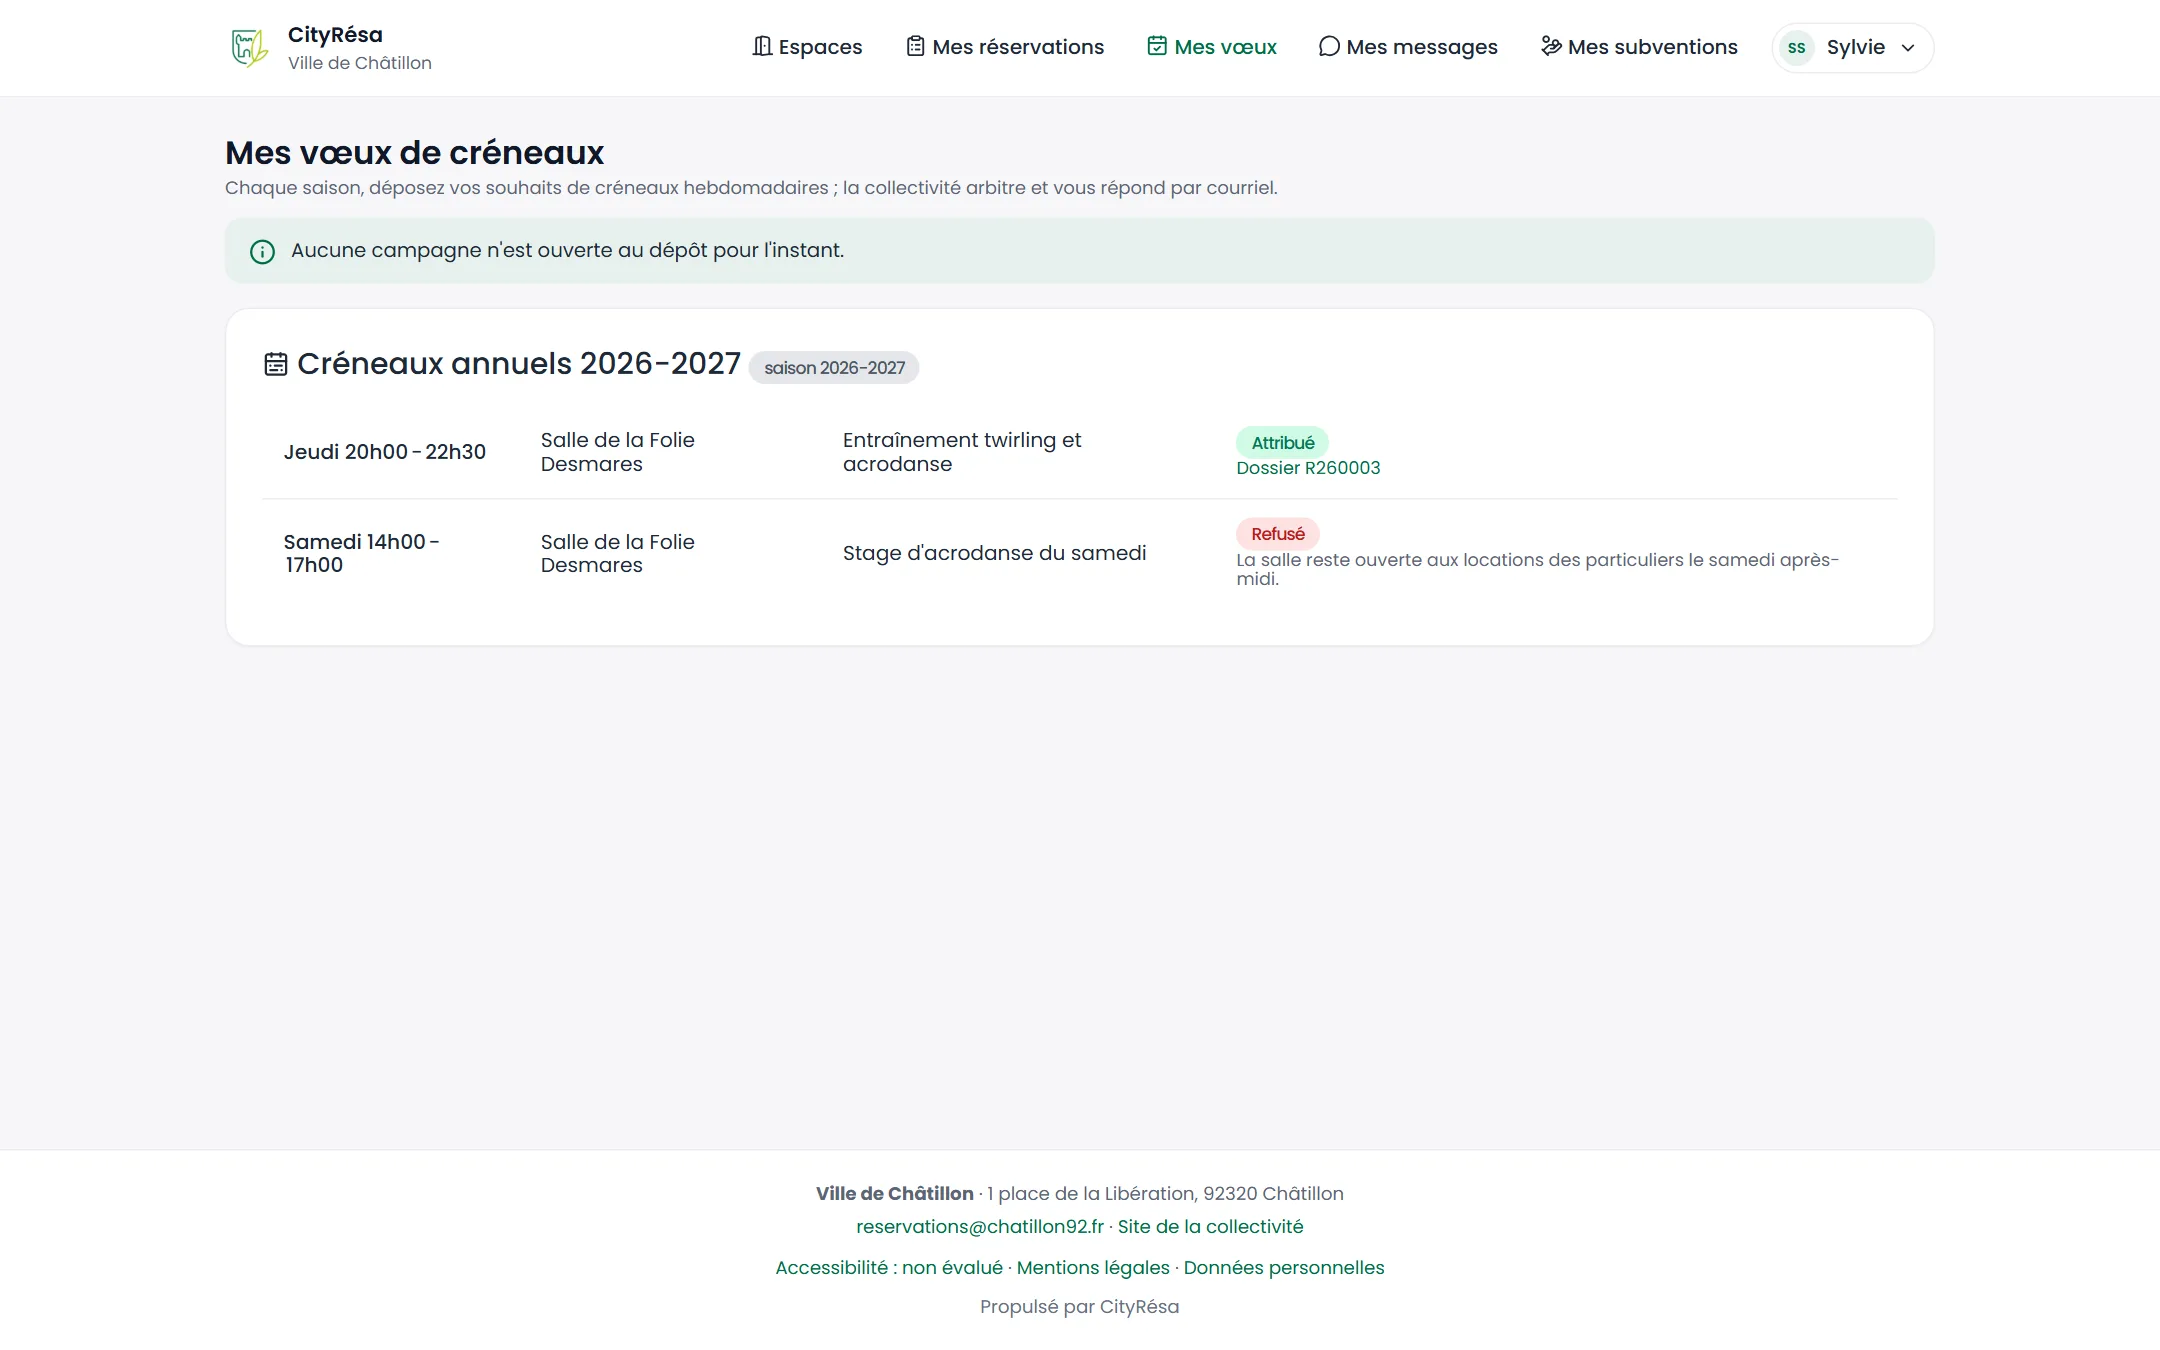 CityRésa
Ville de Châtillon
Espaces
Mes réservations
Mes vœux
Mes messages
Mes subventions
SS
Sylvie
Mes vœux de créneaux
Chaque saison, déposez vos souhaits de créneaux hebdomadaires ; la collectivité arbitre et vous répond par courriel.
Aucune campagne n'est ouverte au dépôt pour l'instant.
Créneaux annuels 2026-2027
saison 2026-2027
Jeudi 20h00 - 22h30
Salle de la Folie
Desmares
Entraînement twirling et
acrodanse
Attribué
Dossier R260003
Samedi 14h00 -
17h00
Salle de la Folie
Desmares
Stage d'acrodanse du samedi
Refusé
La salle reste ouverte aux locations des particuliers le samedi après-
midi.
Ville de Châtillon · 1 place de la Libération, 92320 Châtillon
reservations@chatillon92.fr · Site de la collectivité
Accessibilité : non évalué · Mentions légales · Données personnelles
Propulsé par CityRésa